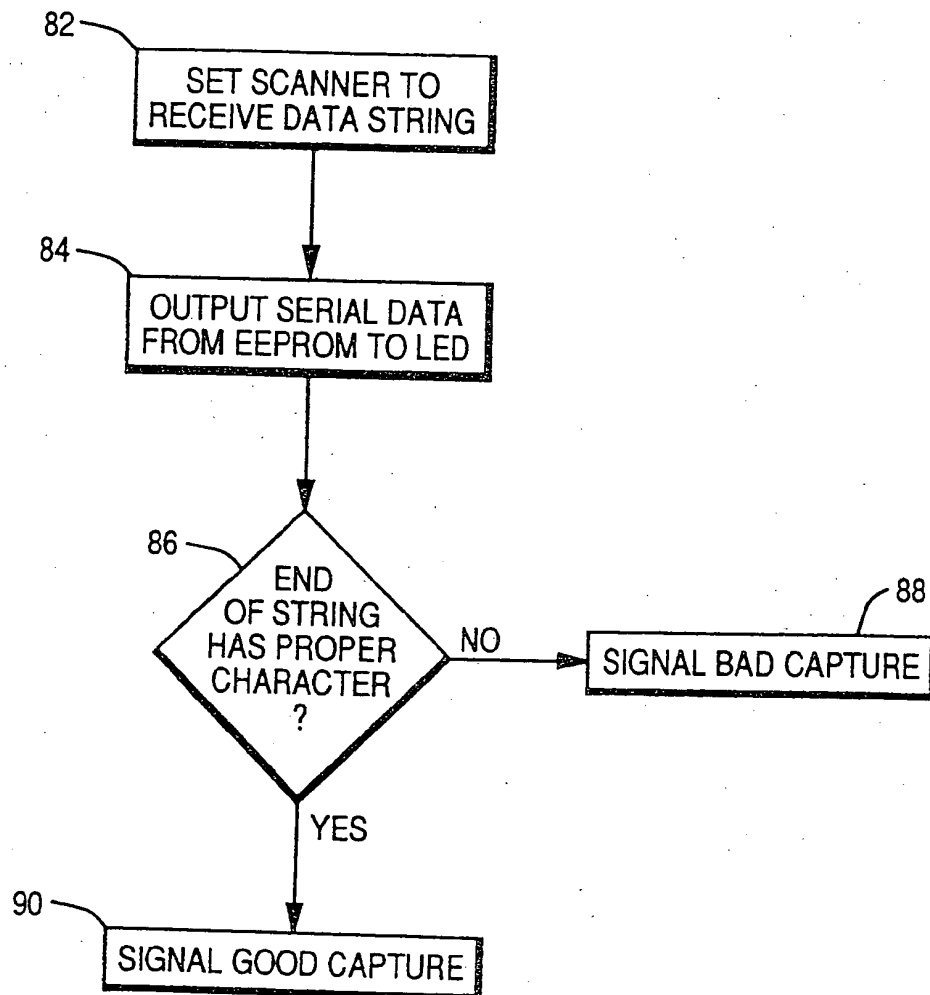 82
SET SCANNER TO
RECEIVE DATA STRING
84
OUTPUT SERIAL DATA
FROM EEPROM TO LED
86
END
OF STRING
HAS PROPER
CHARACTER
?
NO
88
SIGNAL BAD CAPTURE
YES
90
SIGNAL GOOD CAPTURE